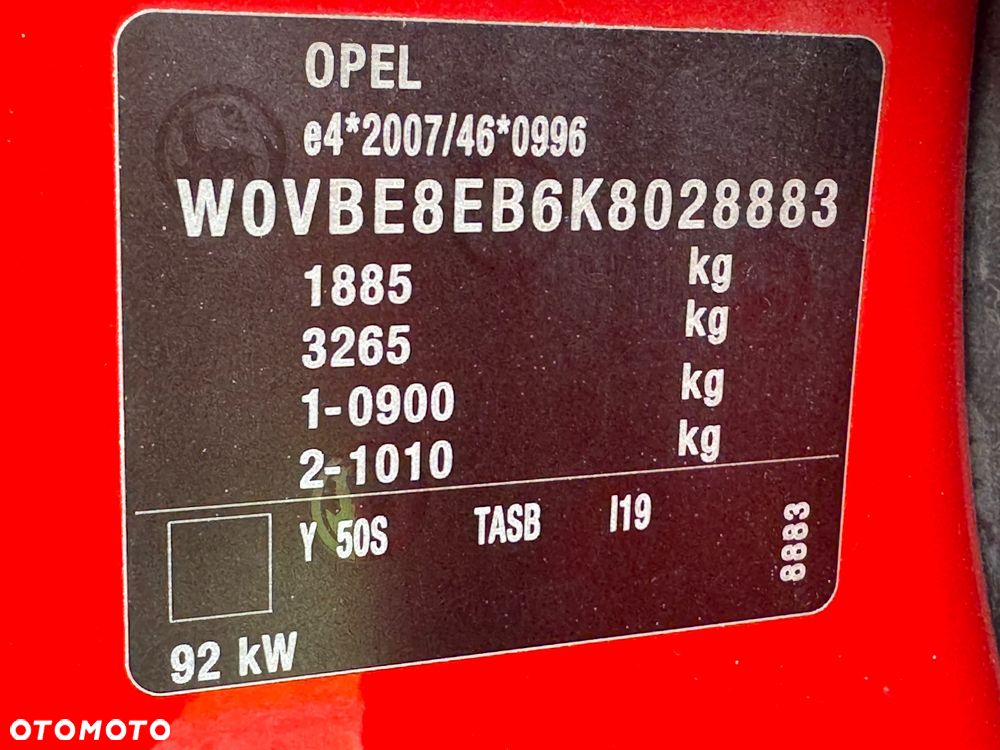 OPEL
e4*2007/46*0996
W0VBE8EB6K8028883
1885 kg
3265 kg
1-0900 kg
2-1010 kg
Y 50S TASB I19
8883
92 kW
OTOMOTO